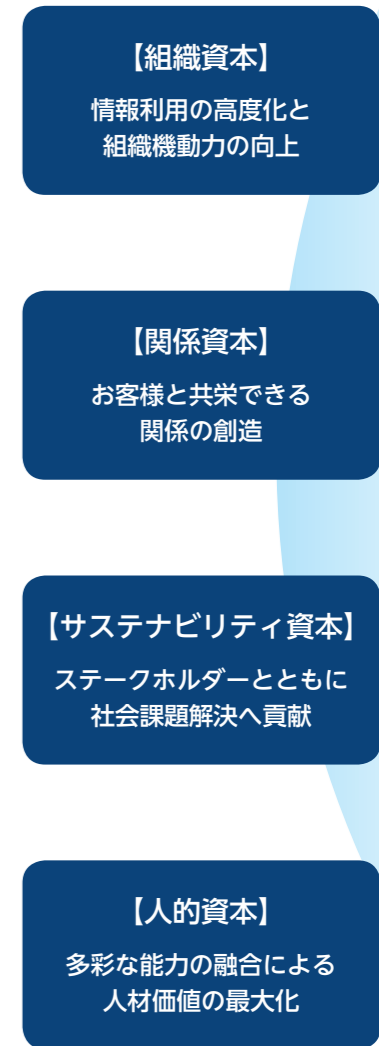 【組織資本】
情報利用の高度化と
組織機動力の向上
【関係資本】
お客様と共栄できる
関係の創造
【サステナビリティ資本】
ステークホルダーとともに
社会課題解決へ貢献
【人的資本】
多彩な能力の融合による
人材価値の最大化